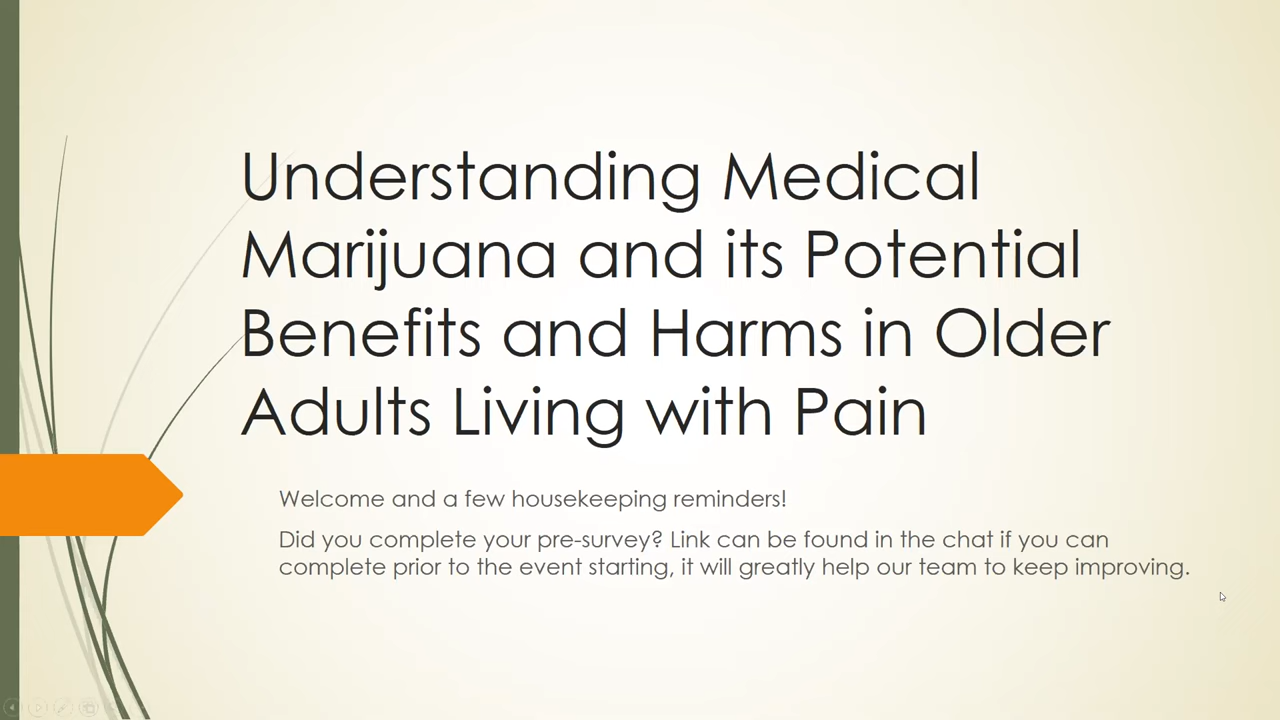 Understanding Medical
Marijuana and its Potential
Benefits and Harms in Older
Adults Living with Pain
Welcome and a few housekeeping reminders!
Did you complete your pre-survey? Link can be found in the chat if you can
complete prior to the event starting, it will greatly help our team to keep improving.